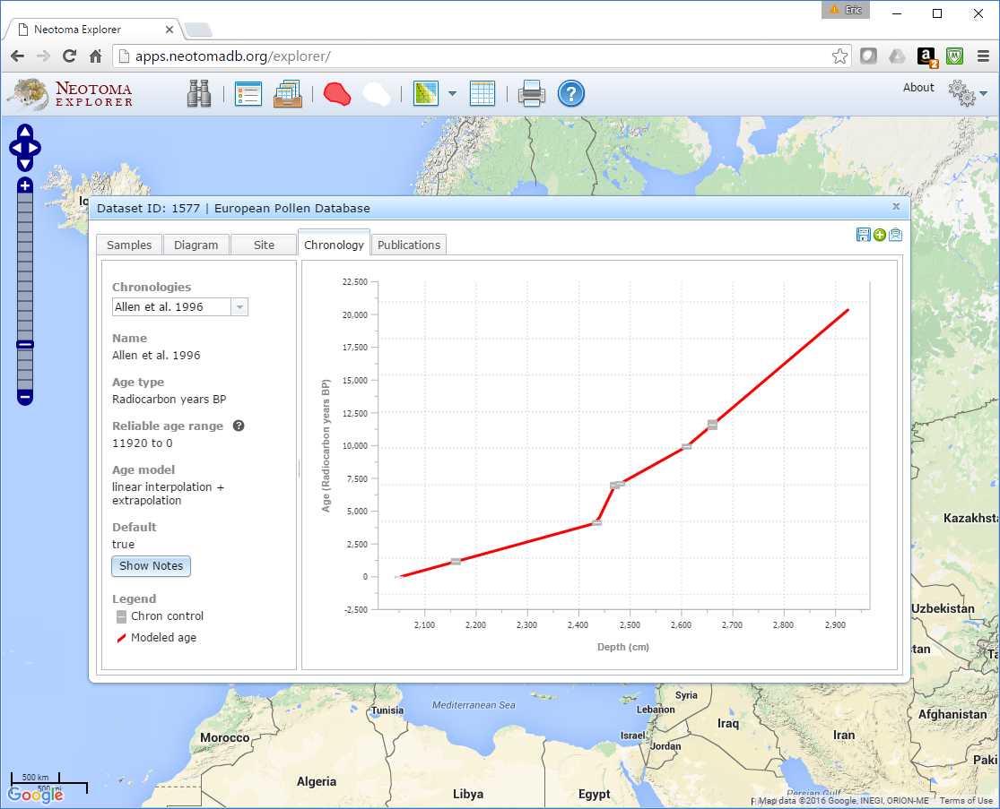 Eric
Neotoma Explorer
apps.neotomadb.org/explorer/
a
2
NEOTOMA
EXPLORER
?
About
Dataset ID: 1577 | European Pollen Database
x
Samples
Diagram
Site
Chronology
Publications
Chronologies
Allen et al. 1996
Name
Allen et al. 1996
Age type
Radiocarbon years BP
Reliable age range ?
11920 to 0
Age model
linear interpolation +
extrapolation
Default
true
Show Notes
Legend
Chron control
Modeled age
22,500
20,000
17,500
15,000
12,500
10,000
7,500
5,000
2,500
0
-2,500
Age (Radiocarbon years BP)
2,100 2,200 2,300 2,400 2,500 2,600 2,700 2,800 2,900
Depth (cm)
Ic
Kazakhsta
Uzbekistan
stan
Ta
Mediterranean Sea
Tunisia
Syria
Lebanon
Iraq
Afghanistan
Morocco
Israel
Jordan
Iran
Paki
Algeria
Libya
Egypt
Persian Gulf
500 km
500 mi
Google
Map data ©2016 Google, INEGI, ORION-ME
Terms of Use